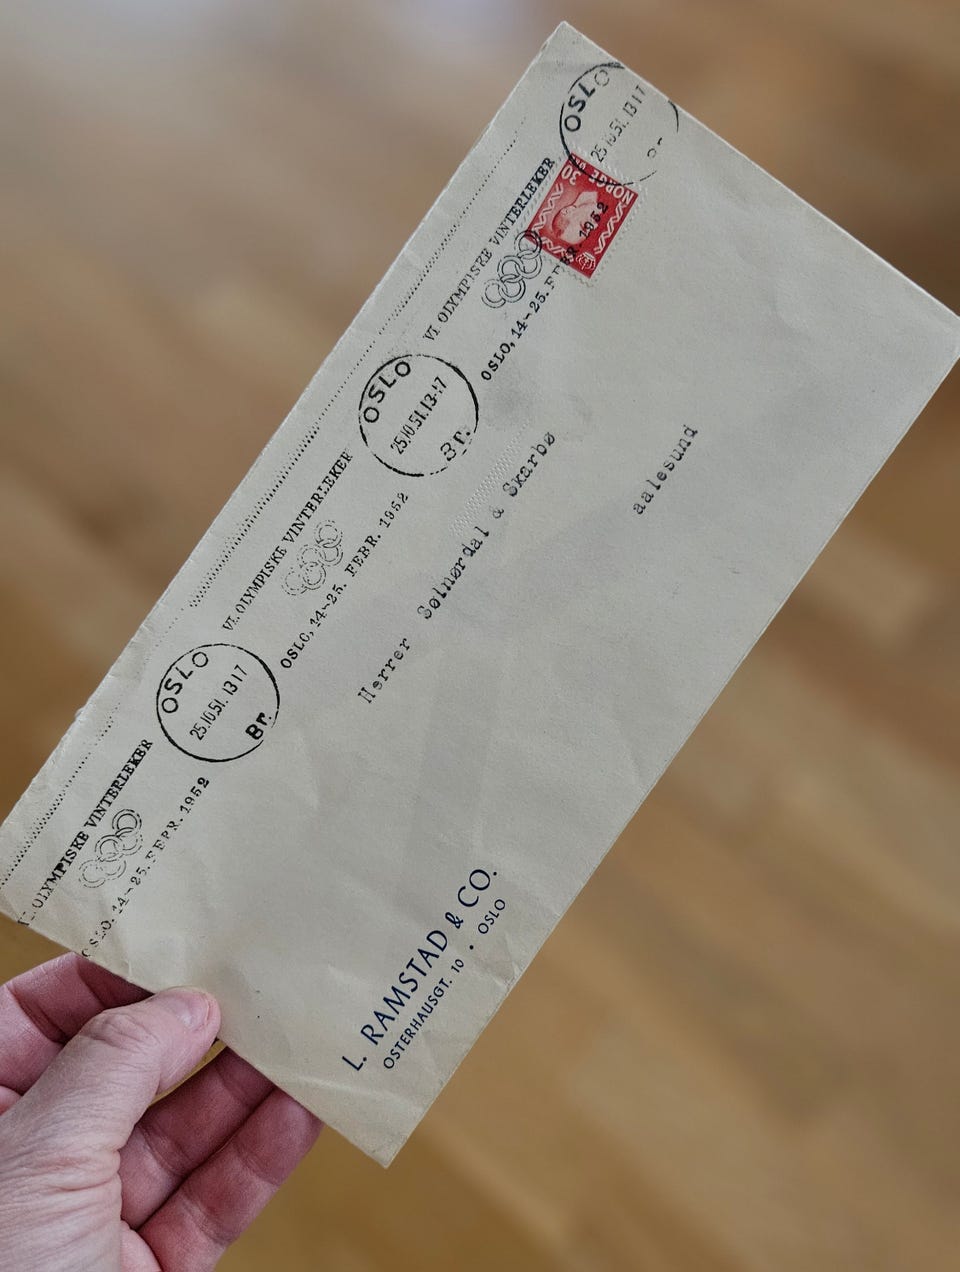 OSLO
25.10.51. 13 17
NORGE
30
VI OLYMPISKE VINTERLEKER
OSLO, 14-25. FEBR. 1952
OSLO
25.10.51. 13-17
Br.
VI. OLYMPISKE VINTERLEKER
OSLO, 14-25. FEBR. 1952
OSLO
25.10.51. 13 17
Br.
OLYMPISKE VINTERLEKER
OSLO, 14-25. FEBR. 1952
Herrer Sølnørdal & Skarbø
aalesund
L. RAMSTAD & CO.
OSTERHAUSGT. 10 • OSLO